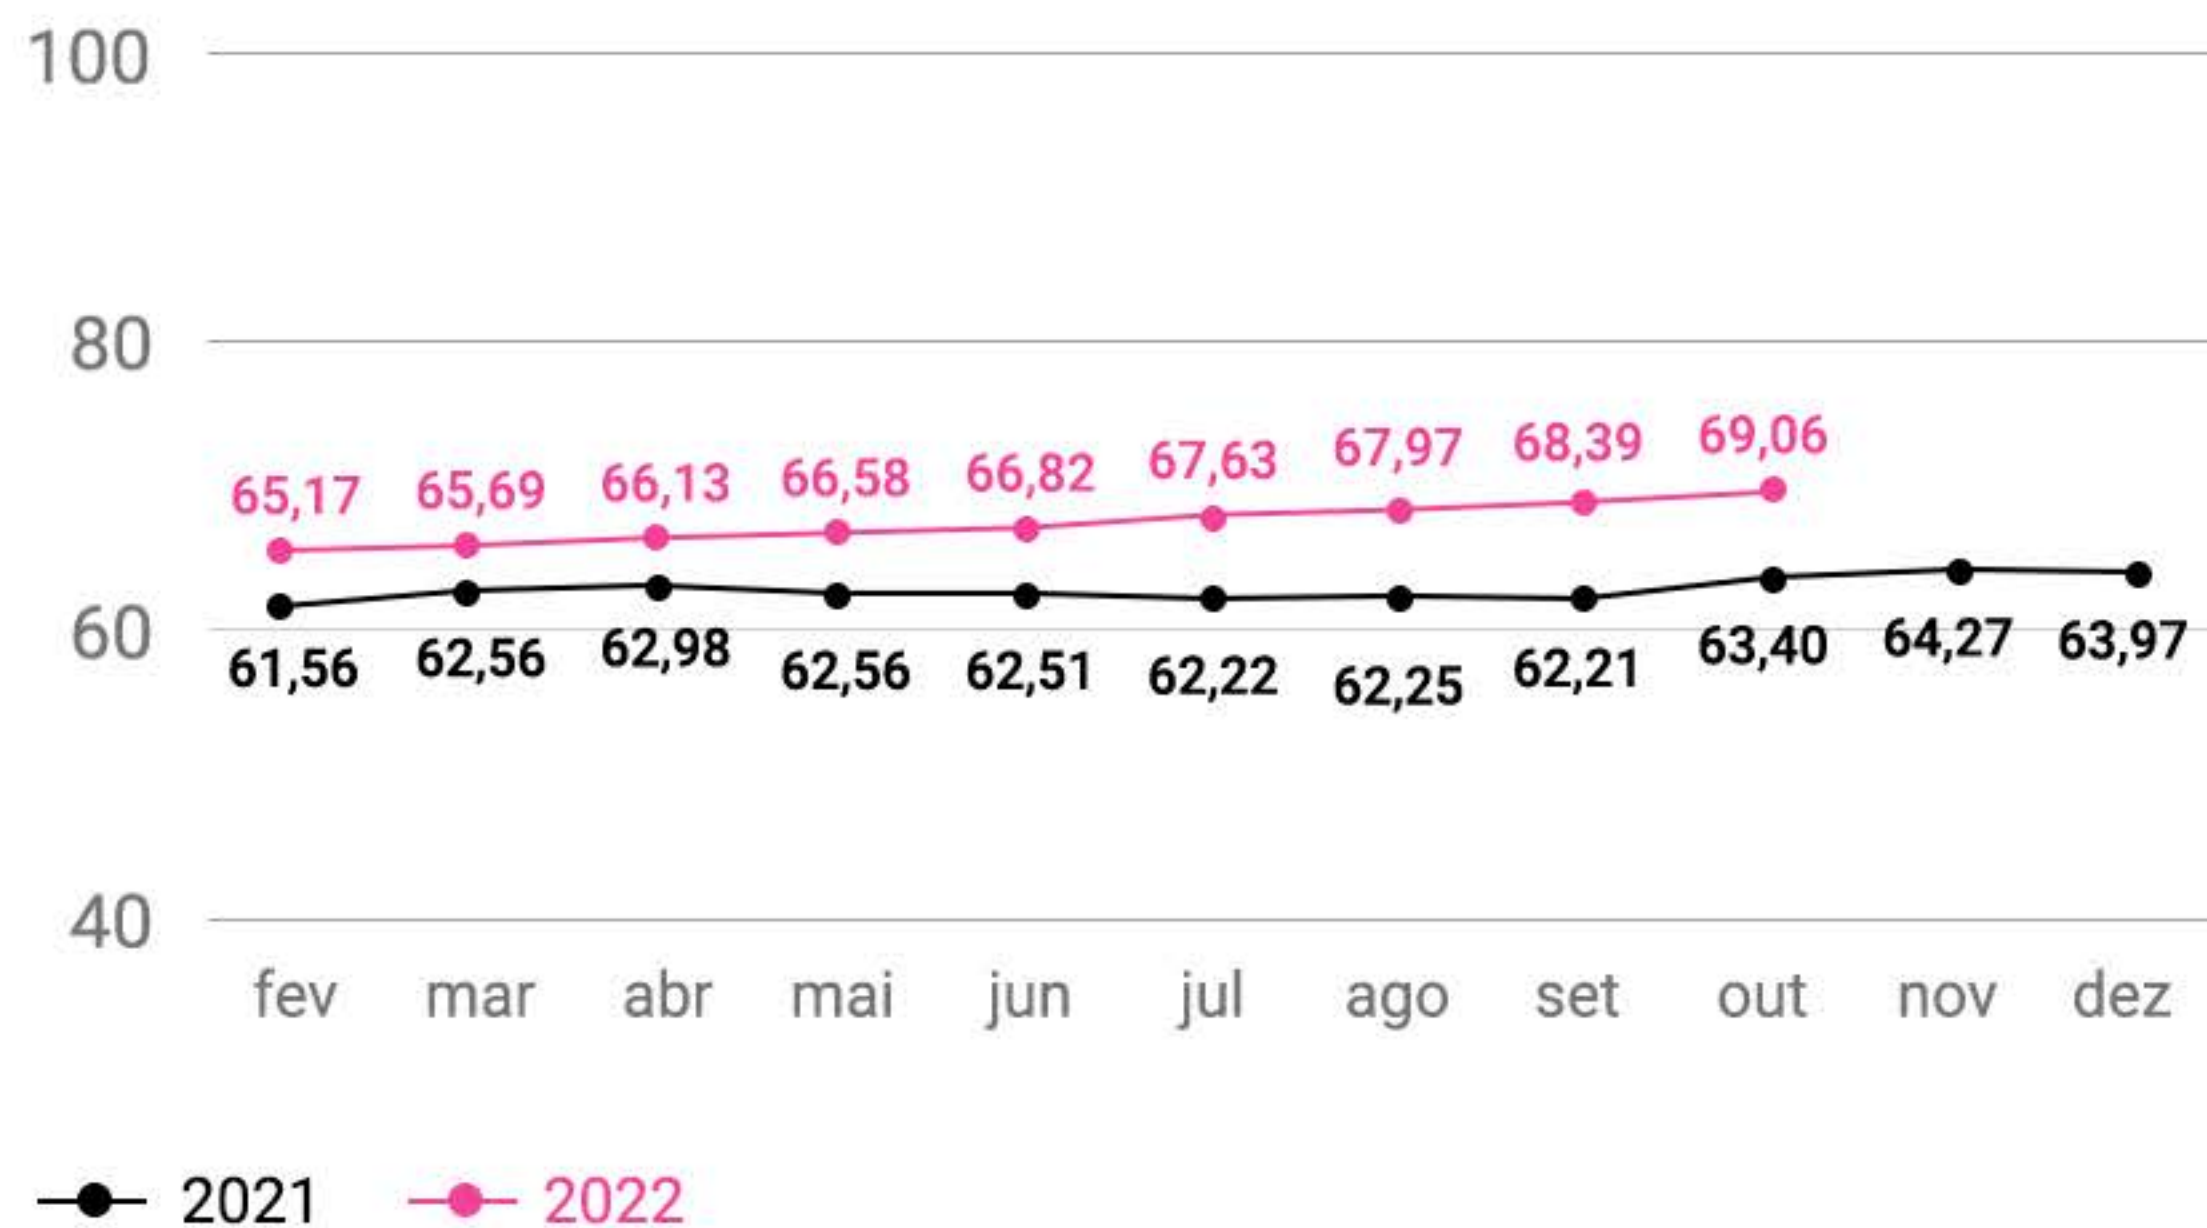 100
80
65,17 65,69 66,13 66,58 66,82 67,63 67,97 68,39 69,06
60
61,56 62,56 62,98 62,56 62,51 62,22 62,25 62,21 63,40 64,27 63,97
40
fev mar abr mai jun jul ago set out nov dez
2021 2022